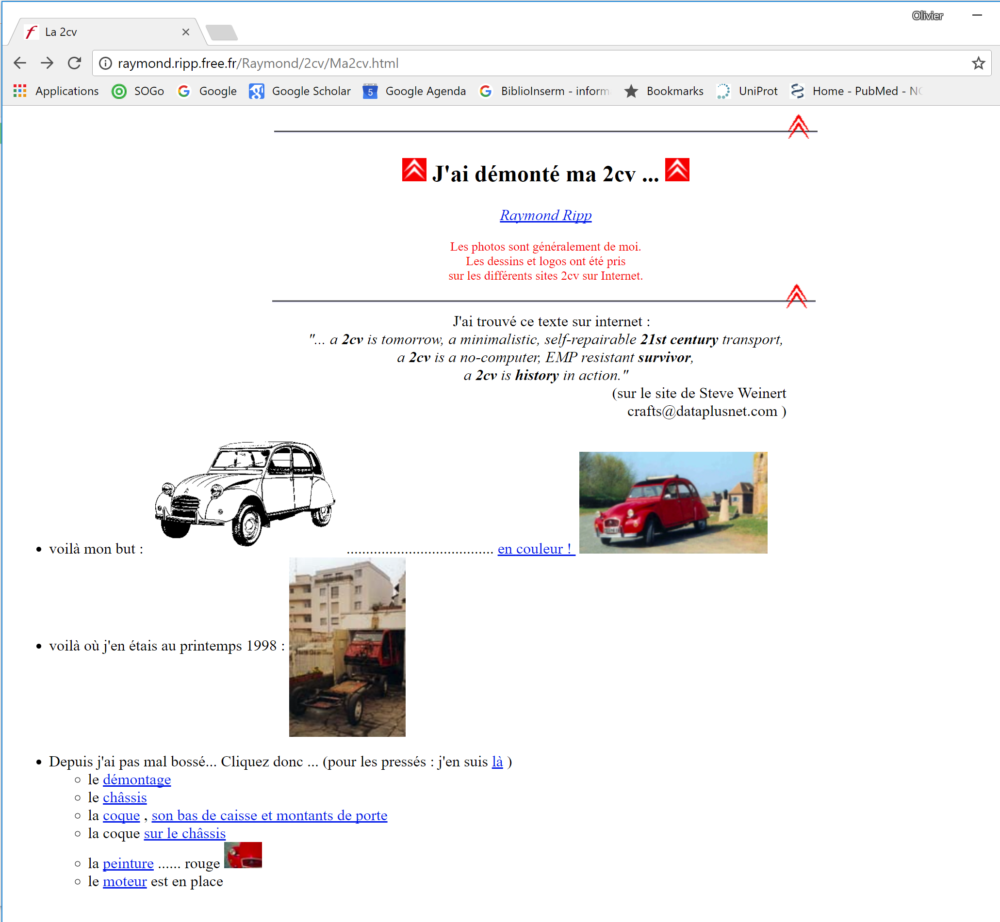 Olivier
La 2cv
raymond.ripp.free.fr/Raymond/2cv/Ma2cv.html
Applications SOGo Google Google Scholar 5 Google Agenda BiblioInserm - inform Bookmarks UniProt Home - PubMed - NC
J'ai démonté ma 2cv ...
Raymond Ripp
Les photos sont généralement de moi.
Les dessins et logos ont été pris
sur les différents sites 2cv sur Internet.
J'ai trouvé ce texte sur internet :
"... a 2cv is tomorrow, a minimalistic, self-repairable 21st century transport,
a 2cv is a no-computer, EMP resistant survivor,
a 2cv is history in action."
(sur le site de Steve Weinert
crafts@dataplusnet.com )
voilà mon but : ...................................... en couleur !
voilà où j'en étais au printemps 1998 :
Depuis j'ai pas mal bossé... Cliquez donc ... (pour les pressés : j'en suis là )
le démontage
le châssis
la coque , son bas de caisse et montants de porte
la coque sur le châssis
la peinture ...... rouge
le moteur est en place